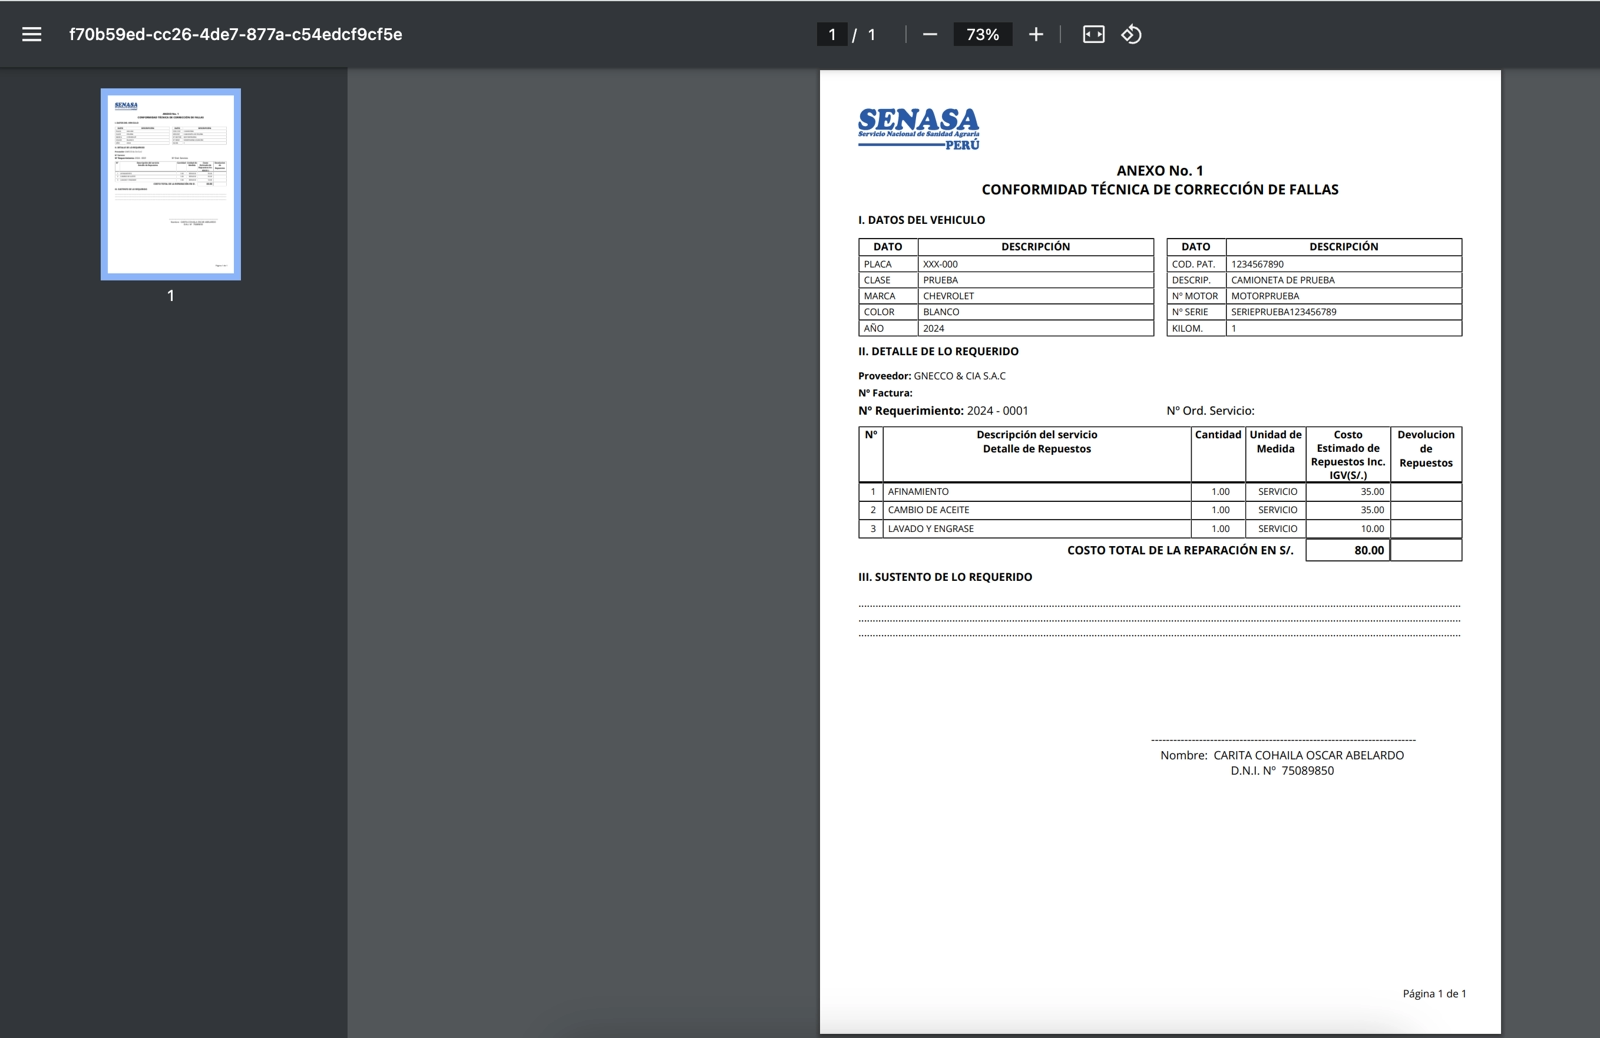 f70b59ed-cc26-4de7-877a-c54edcf9cf5e
1 / 1
73%
1
SENASA
Servicio Nacional de Sanidad Agraria
PERÚ
ANEXO No. 1
CONFORMIDAD TÉCNICA DE CORRECCIÓN DE FALLAS
I. DATOS DEL VEHICULO
DATO DESCRIPCIÓN DATO DESCRIPCIÓN
PLACA XXX-000 COD. PAT. 1234567890
CLASE PRUEBA DESCRIP. CAMIONETA DE PRUEBA
MARCA CHEVROLET Nº MOTOR MOTORPRUEBA
COLOR BLANCO Nº SERIE SERIEPRUEBA123456789
AÑO 2024 KILOM. 1
II. DETALLE DE LO REQUERIDO
Proveedor: GNECCO & CIA S.A.C
Nº Factura:
Nº Requerimiento: 2024 - 0001 Nº Ord. Servicio:
Nº Descripción del servicio Cantidad Unidad de Costo Devolucion
Detalle de Repuestos Medida Estimado de de
Repuestos Inc. Repuestos
IGV(S/.)
1 AFINAMIENTO 1.00 SERVICIO 35.00
2 CAMBIO DE ACEITE 1.00 SERVICIO 35.00
3 LAVADO Y ENGRASE 1.00 SERVICIO 10.00
COSTO TOTAL DE LA REPARACIÓN EN S/. 80.00
III. SUSTENTO DE LO REQUERIDO
Nombre: CARITA COHAILA OSCAR ABELARDO
D.N.I. Nº 75089850
Página 1 de 1